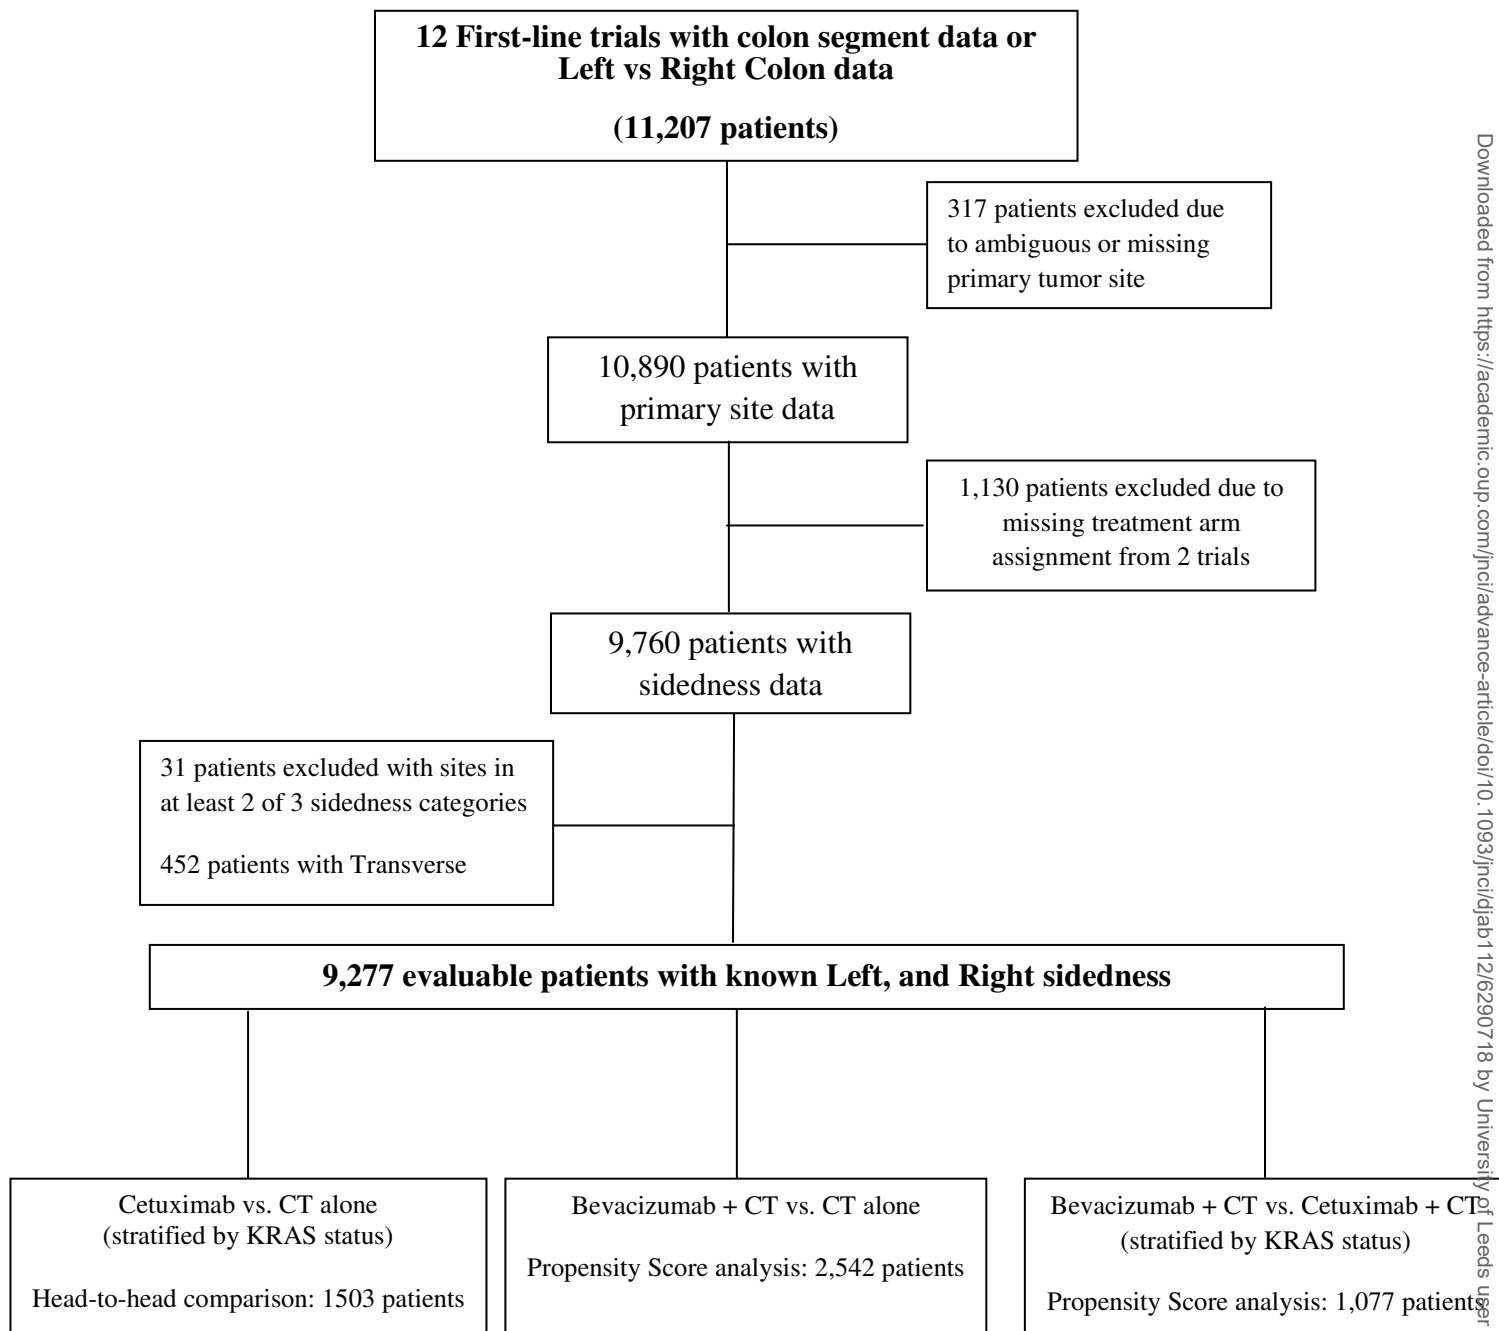 12 First-line trials with colon segment data or
Left vs Right Colon data
(11,207 patients)
317 patients excluded due
to ambiguous or missing
primary tumor site
10,890 patients with
primary site data
1,130 patients excluded due to
missing treatment arm
assignment from 2 trials
9,760 patients with
sidedness data
31 patients excluded with sites in
at least 2 of 3 sidedness categories
452 patients with Transverse
9,277 evaluable patients with known Left, and Right sidedness
Cetuximab vs. CT alone
(stratified by KRAS status)
Head-to-head comparison: 1503 patients
Bevacizumab + CT vs. CT alone
Propensity Score analysis: 2,542 patients
Bevacizumab + CT vs. Cetuximab + CT
(stratified by KRAS status)
Propensity Score analysis: 1,077 patients
Downloaded from https://academic.oup.com/jnci/advance-article/doi/10.1093/jnci/djab112/6290718 by University of Leeds user